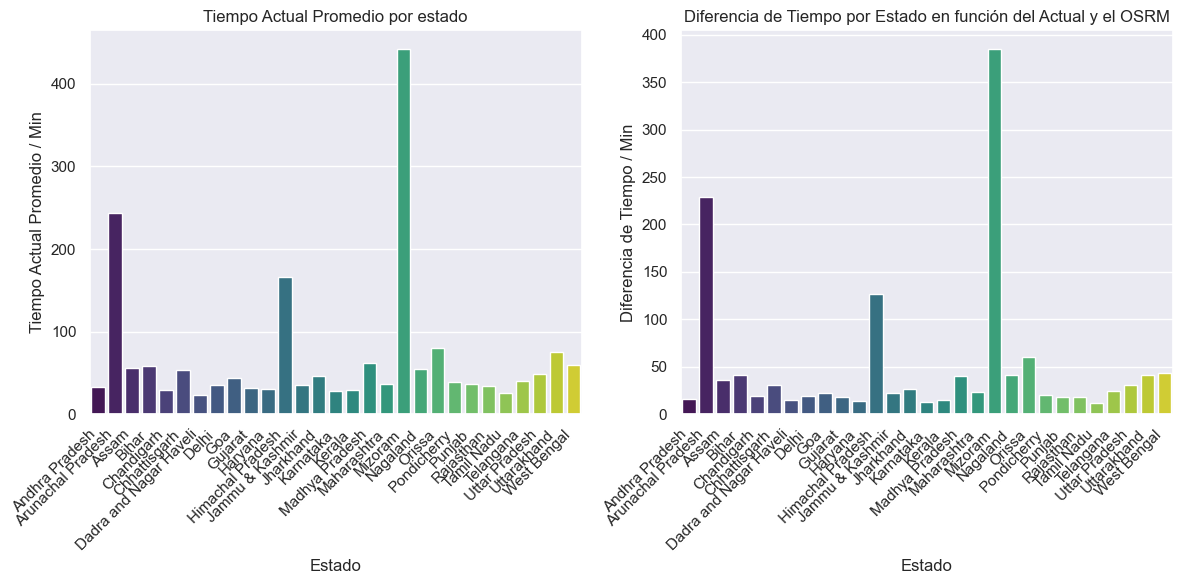 Tiempo Actual Promedio por estado
Tiempo Actual Promedio / Min
400
300
200
100
0
Andhra Pradesh
Arunachal Pradesh
Assam
Bihar
Chandigarh
Chhattisgarh
Dadra and Nagar Haveli
Delhi
Goa
Gujarat
Haryana
Himachal Pradesh
Jammu & Kashmir
Jharkhand
Karnataka
Kerala
Madhya Pradesh
Maharashtra
Mizoram
Nagaland
Orissa
Pondicherry
Punjab
Rajasthan
Tamil Nadu
Telangana
Uttar Pradesh
Uttarakhand
West Bengal
Estado
Diferencia de Tiempo por Estado en función del Actual y el OSRM
Diferencia de Tiempo / Min
400
350
300
250
200
150
100
50
0
Andhra Pradesh
Arunachal Pradesh
Assam
Bihar
Chandigarh
Chhattisgarh
Dadra and Nagar Haveli
Delhi
Goa
Gujarat
Haryana
Himachal Pradesh
Jammu & Kashmir
Jharkhand
Karnataka
Kerala
Madhya Pradesh
Maharashtra
Mizoram
Nagaland
Orissa
Pondicherry
Punjab
Rajasthan
Tamil Nadu
Telangana
Uttar Pradesh
Uttarakhand
West Bengal
Estado